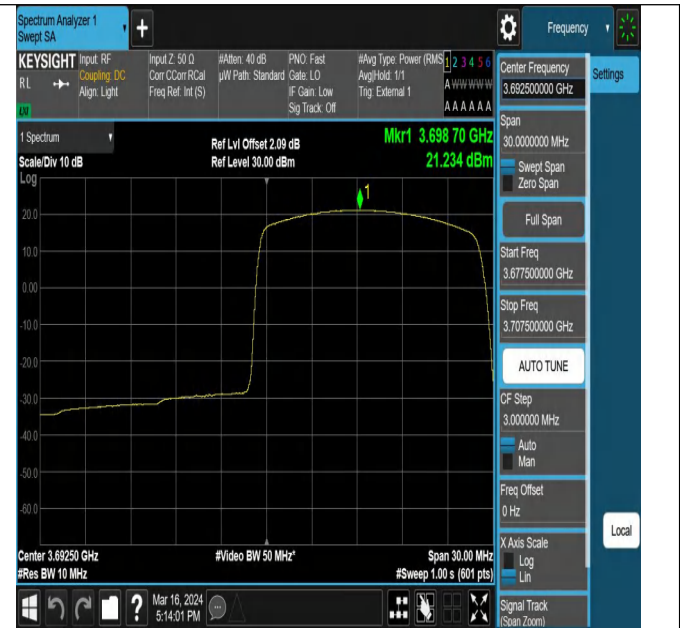 Spectrum Analyzer 1
Swept SA
+
Frequency
KEYSIGHT
RL
LXI
Input: RF
Coupling: DC
Align: Light
Input Z: 50 Ω
Corr CCorr RCal
Freq Ref: Int (S)
#Atten: 40 dB
µW Path: Standard
PNO: Fast
Gate: LO
IF Gain: Low
Sig Track: Off
#Avg Type: Power (RMS
Avg|Hold: 1/1
Trig: External 1
1 2 3 4 5 6
A W W W W W
A A A A A A
1 Spectrum
Scale/Div 10 dB
Log
Ref Lvl Offset 2.09 dB
Ref Level 30.00 dBm
Mkr1 3.698 70 GHz
21.234 dBm
1
20.0
10.0
0.00
-10.0
-20.0
-30.0
-40.0
-50.0
-60.0
Center 3.69250 GHz
#Res BW 10 MHz
#Video BW 50 MHz*
Span 30.00 MHz
#Sweep 1.00 s (601 pts)
?
Mar 16, 2024
5:14:01 PM
Center Frequency
3.692500000 GHz
Span
30.0000000 MHz
Swept Span
Zero Span
Full Span
Start Freq
3.677500000 GHz
Stop Freq
3.707500000 GHz
AUTO TUNE
CF Step
3.000000 MHz
Auto
Man
Freq Offset
0 Hz
X Axis Scale
Log
Lin
Signal Track
(Span Zoom)
Settings
Local